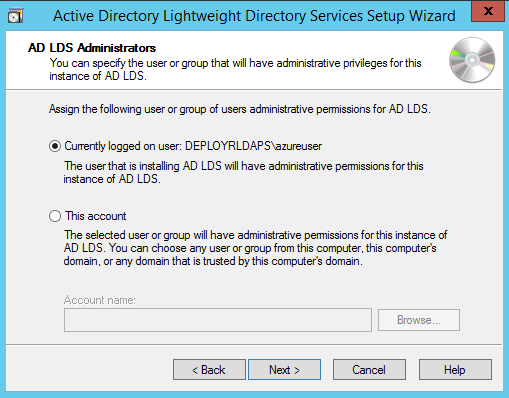 Active Directory Lightweight Directory Services Setup Wizard
AD LDS Administrators
You can specify the user or group that will have administrative privileges for this
instance of AD LDS.
Assign the following user or group of users administrative permissions for AD LDS.
Currently logged on user: DEPLOYRLDAPS\azureuser
The user that is installing AD LDS will have administrative permissions for this
instance of AD LDS.
This account
The selected user or group will have administrative permissions for this instance of
AD LDS. You can choose any user or group from this computer, this computer's
domain, or any domain that is trusted by this computer's domain.
Account name:
Browse...
< Back
Next >
Cancel
Help